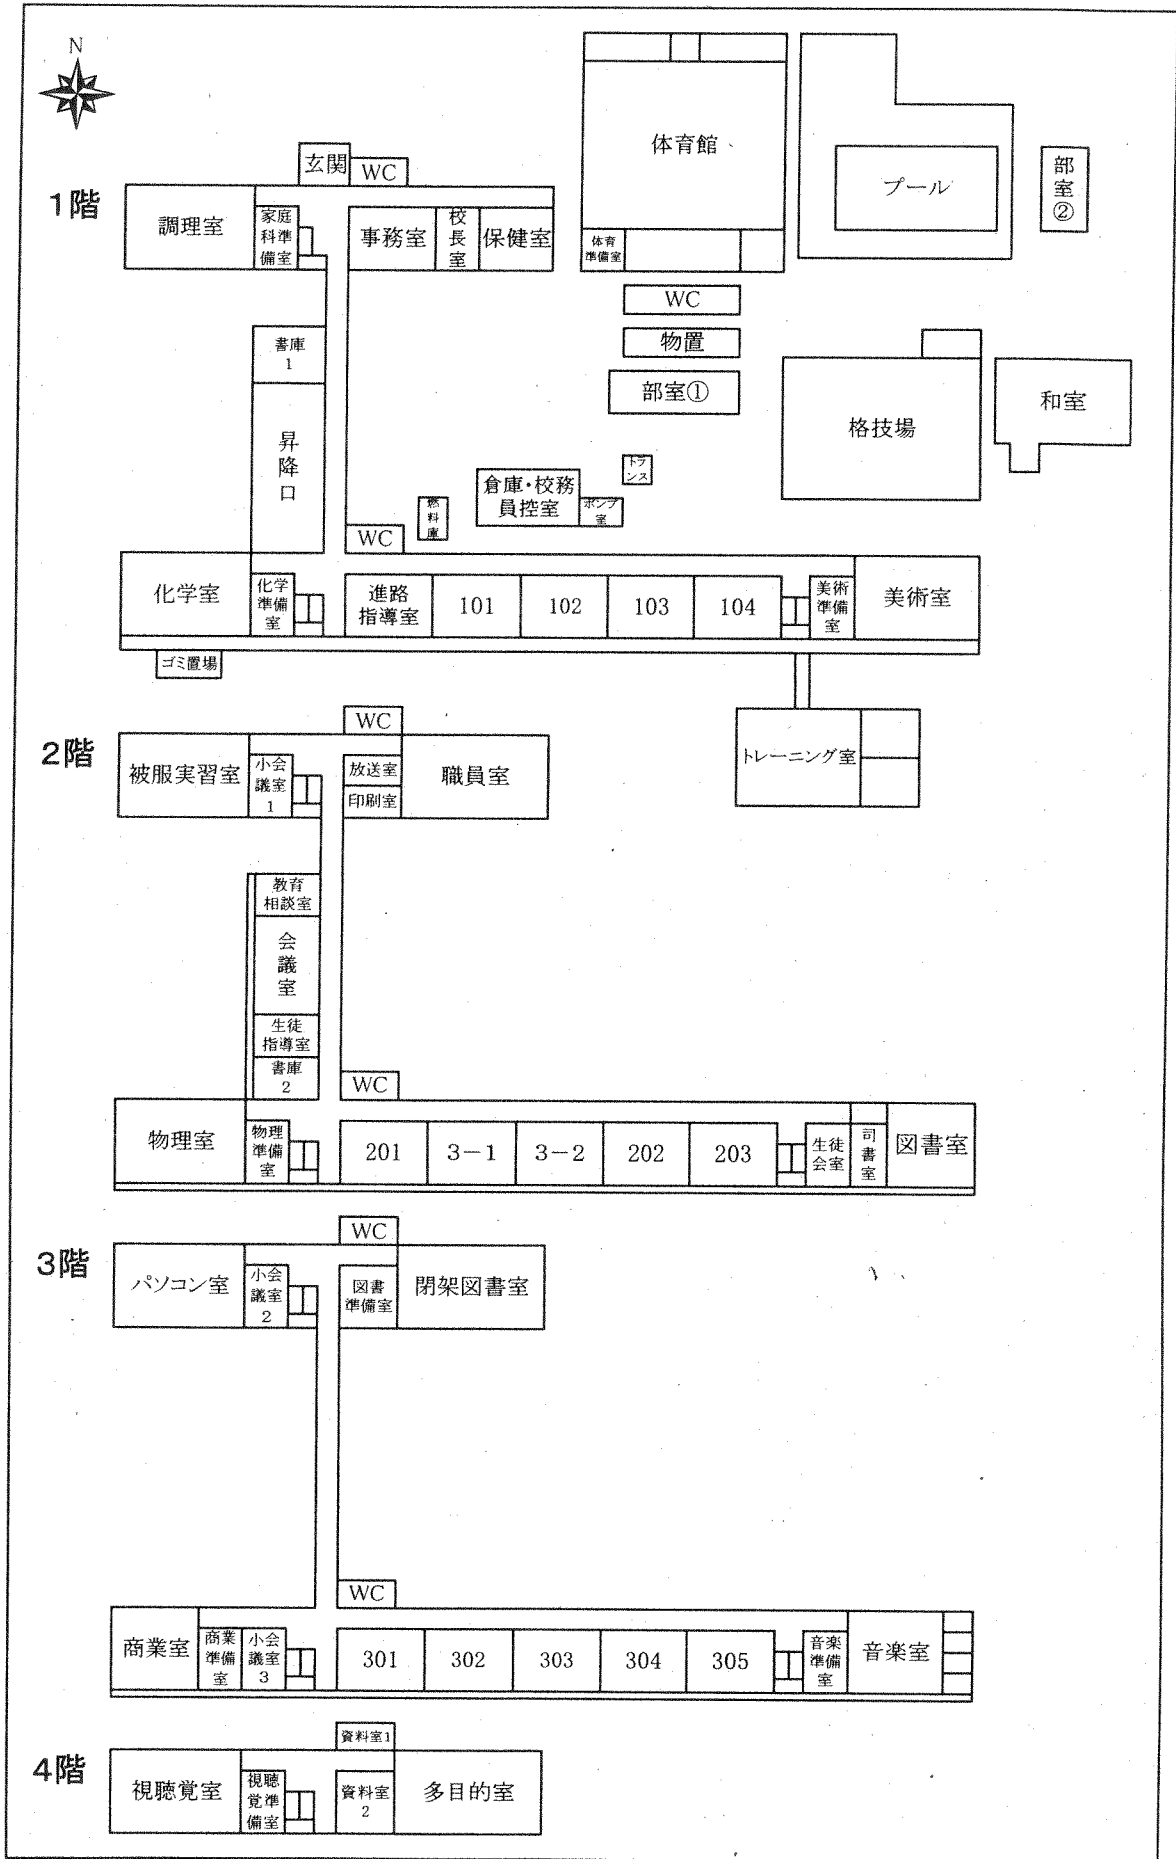 N
1階
玄関
WC
調理室
家庭
科準
備室
事務室
校
長
室
保健室
体育館
プール
部
室
②
体育
準備室
WC
物置
部室①
書庫
1
昇
降
口
格技場
和室
トラ
ンス
倉庫・校務
員控室
ポンプ
室
燃
料
庫
WC
化学室
化学
準備
室
進路
指導室
101
102
103
104
美術
準備
室
美術室
ゴミ置場
トレーニング室
2階
WC
被服実習室
小会
議室
1
放送室
印刷室
職員室
教育
相談室
会
議
室
生徒
指導室
書庫
2
WC
物理室
物理
準備
室
201
3-1
3-2
202
203
生徒
会室
司
書
室
図書室
3階
WC
パソコン室
小会
議室
2
図書
準備室
閉架図書室
WC
商業室
商業
準備
室
小会
議室
3
301
302
303
304
305
音楽
準備
室
音楽室
4階
資料室1
視聴覚室
視聴
覚準
備室
資料室
2
多目的室